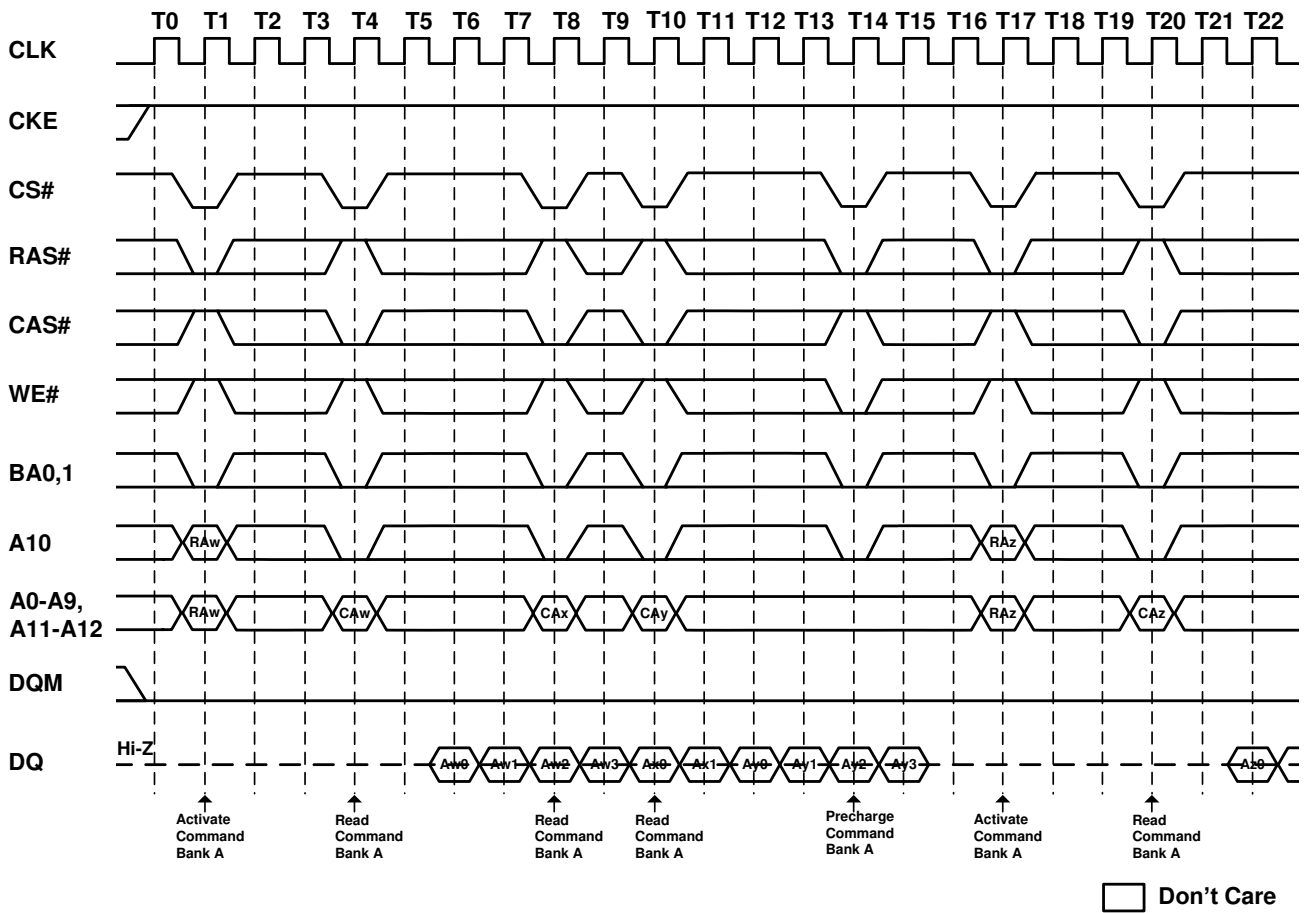 T0 T1 T2 T3 T4 T5 T6 T7 T8 T9 T10 T11 T12 T13 T14 T15 T16 T17 T18 T19 T20 T21 T22
CLK
CKE
CS#
RAS#
CAS#
WE#
BA0,1
A10
RAw RAz
A0-A9,
A11-A12
RAw CAw CAx CAy RAz CAz
DQM
Hi-Z
DQ
Aw0 Aw1 Aw2 Aw3 Ax0 Ax1 Ay0 Ay1 Ay2 Ay3 Az0
Activate
Command
Bank A
Read
Command
Bank A
Read
Command
Bank A
Read
Command
Bank A
Precharge
Command
Bank A
Activate
Command
Bank A
Read
Command
Bank A
Don't Care